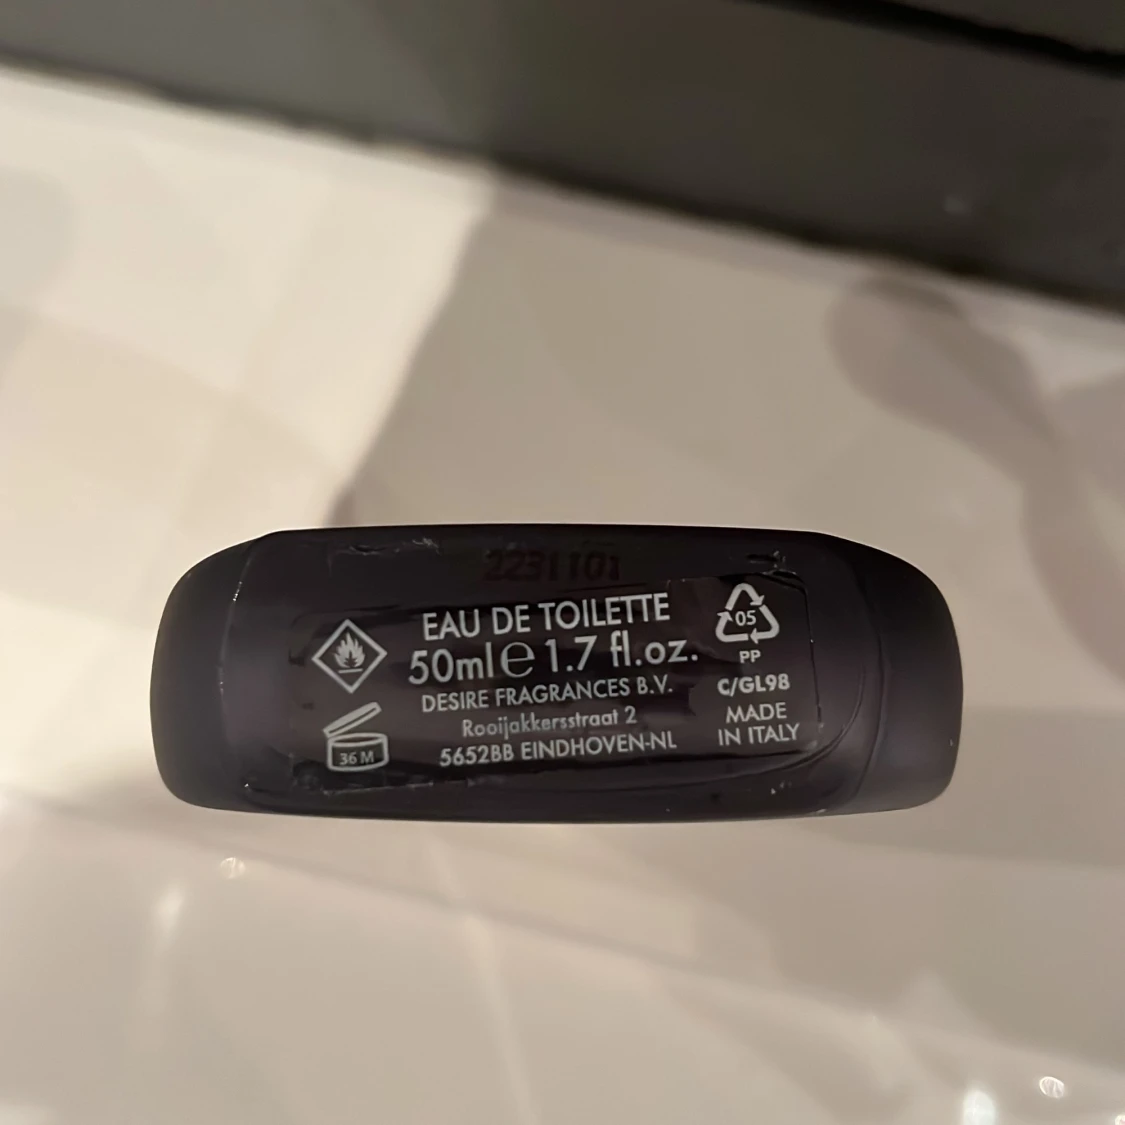 2231101
EAU DE TOILETTE
50ml e 1.7 fl.oz.
DESIRE FRAGRANCES B.V.
Rooijakkersstraat 2
5652BB EINDHOVEN-NL
36 M
05
PP
C/GL98
MADE
IN ITALY